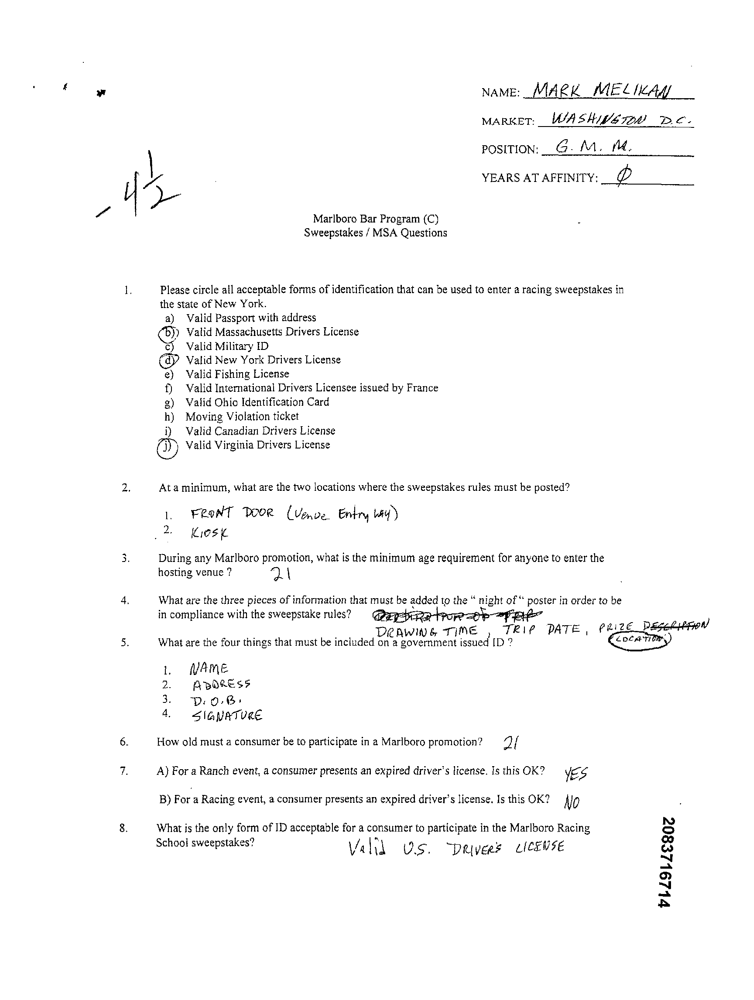 NAME: MARK MELIKAN
MARKET: WASHINGTON D.C.
POSITION: G.M.M.
YEARS AT AFFINITY: Ø
- 4 1/2
Marlboro Bar Program (C)
Sweepstakes / MSA Questions
1. Please circle all acceptable forms of identification that can be used to enter a racing sweepstakes in
the state of New York.
a) Valid Passport with address
b) Valid Massachusetts Drivers License
c) Valid Military ID
d) Valid New York Drivers License
e) Valid Fishing License
f) Valid International Drivers Licensee issued by France
g) Valid Ohio Identification Card
h) Moving Violation ticket
i) Valid Canadian Drivers License
j) Valid Virginia Drivers License
2. At a minimum, what are the two locations where the sweepstakes rules must be posted?
1. FRONT DOOR (Venue Entry way)
2. KIOSK
3. During any Marlboro promotion, what is the minimum age requirement for anyone to enter the
hosting venue ? 21
4. What are the three pieces of information that must be added to the " night of " poster in order to be
in compliance with the sweepstake rules?
DRAWING TIME, TRIP DATE, PRIZE DESCRIPTION
(LOCATION)
5. What are the four things that must be included on a government issued ID ?
1. NAME
2. ADDRESS
3. D.O.B.
4. SIGNATURE
6. How old must a consumer be to participate in a Marlboro promotion? 21
7. A) For a Ranch event, a consumer presents an expired driver's license. Is this OK? YES
B) For a Racing event, a consumer presents an expired driver's license. Is this OK? NO
8. What is the only form of ID acceptable for a consumer to participate in the Marlboro Racing
School sweepstakes? Valid U.S. DRIVER'S LICENSE
2083716714